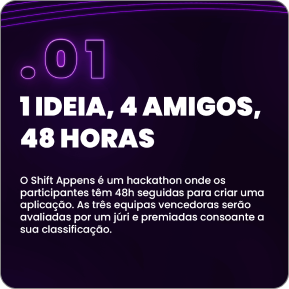 .01
1 IDEIA, 4 AMIGOS,
48 HORAS
O Shift Appens é um hackathon onde os
participantes têm 48h seguidas para criar uma
aplicação. As três equipas vencedoras serão
avaliadas por um júri e premiadas consoante a
sua classificação.